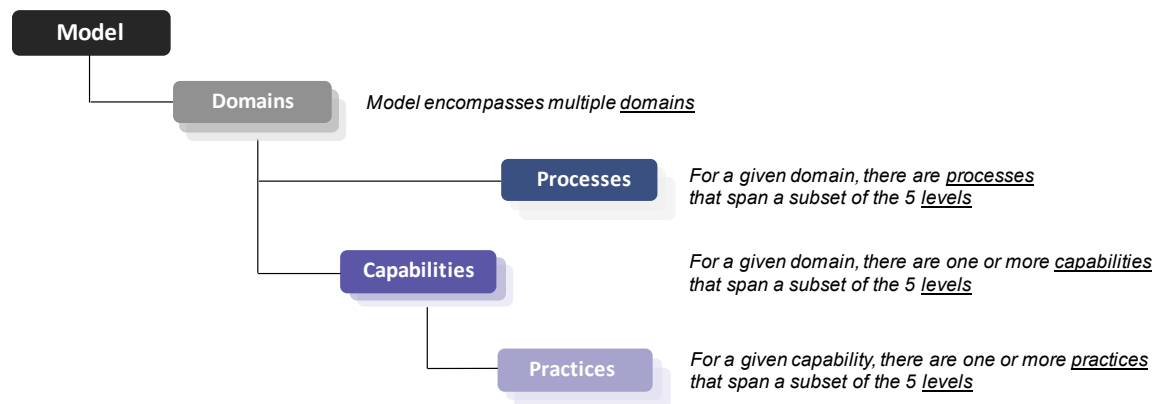 Model
Domains
Model encompasses multiple domains
Processes
For a given domain, there are processes
that span a subset of the 5 levels
Capabilities
For a given domain, there are one or more capabilities
that span a subset of the 5 levels
Practices
For a given capability, there are one or more practices
that span a subset of the 5 levels